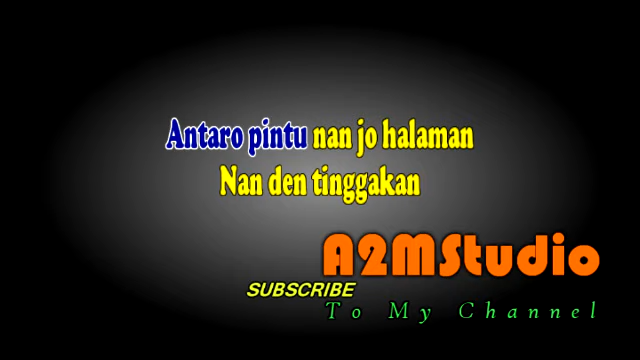 Antaro pintu nan jo halaman
Nan den tinggakan
A2MStudio
SUBSCRIBE
To My Channel